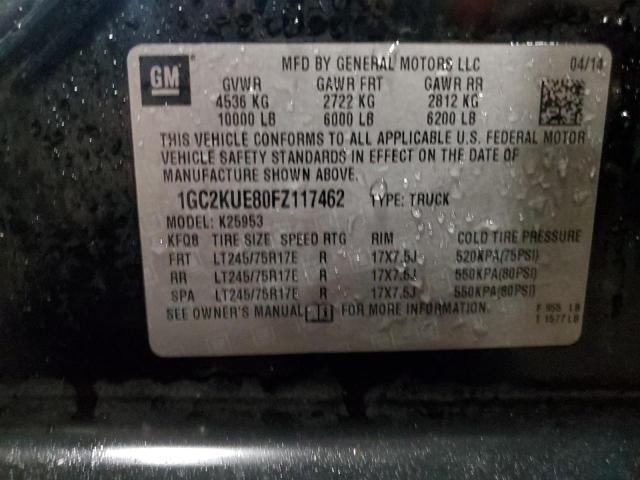 GM
MFD BY GENERAL MOTORS LLC 04/14
GVWR GAWR FRT GAWR RR
4536 KG 2722 KG 2812 KG
10000 LB 6000 LB 6200 LB
THIS VEHICLE CONFORMS TO ALL APPLICABLE U.S. FEDERAL MOTOR
VEHICLE SAFETY STANDARDS IN EFFECT ON THE DATE OF
MANUFACTURE SHOWN ABOVE.
1GC2KUE80FZ117462 TYPE: TRUCK
MODEL: K25953
KFQ8 TIRE SIZE SPEED RTG RIM COLD TIRE PRESSURE
FRT LT245/75R17E R 17X7.5J 520KPA(75PSI)
RR LT245/75R17E R 17X7.5J 550KPA(80PSI)
SPA LT245/75R17E R 17X7.5J 550KPA(80PSI)
SEE OWNER'S MANUAL FOR MORE INFORMATION.
F 955 LB
T 1577LB